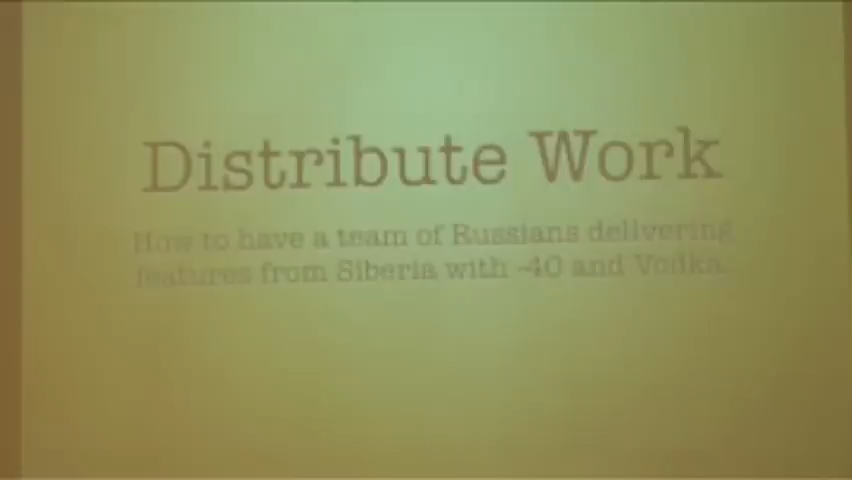 Distribute Work
How to have a team of Russians delivering
features from Siberia with -40 and Vodka.